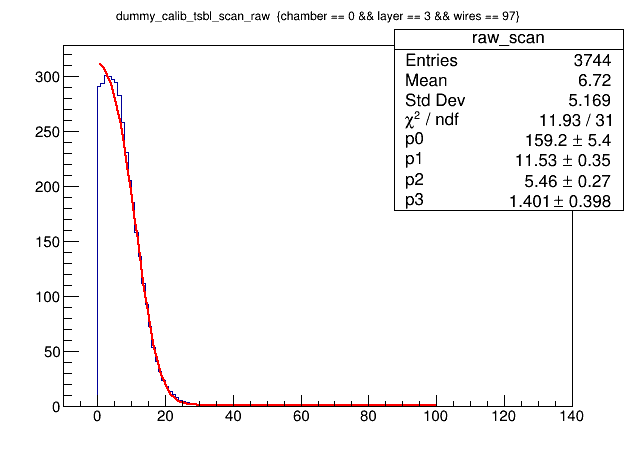 dummy_calib_tsbl_scan_raw {chamber == 0 && layer == 3 && wires == 97}
raw_scan
Entries 3744
Mean 6.72
Std Dev 5.169
χ² / ndf 11.93 / 31
p0 159.2 ± 5.4
p1 11.53 ± 0.35
p2 5.46 ± 0.27
p3 1.401 ± 0.398
300
250
200
150
100
50
0
0 20 40 60 80 100 120 140